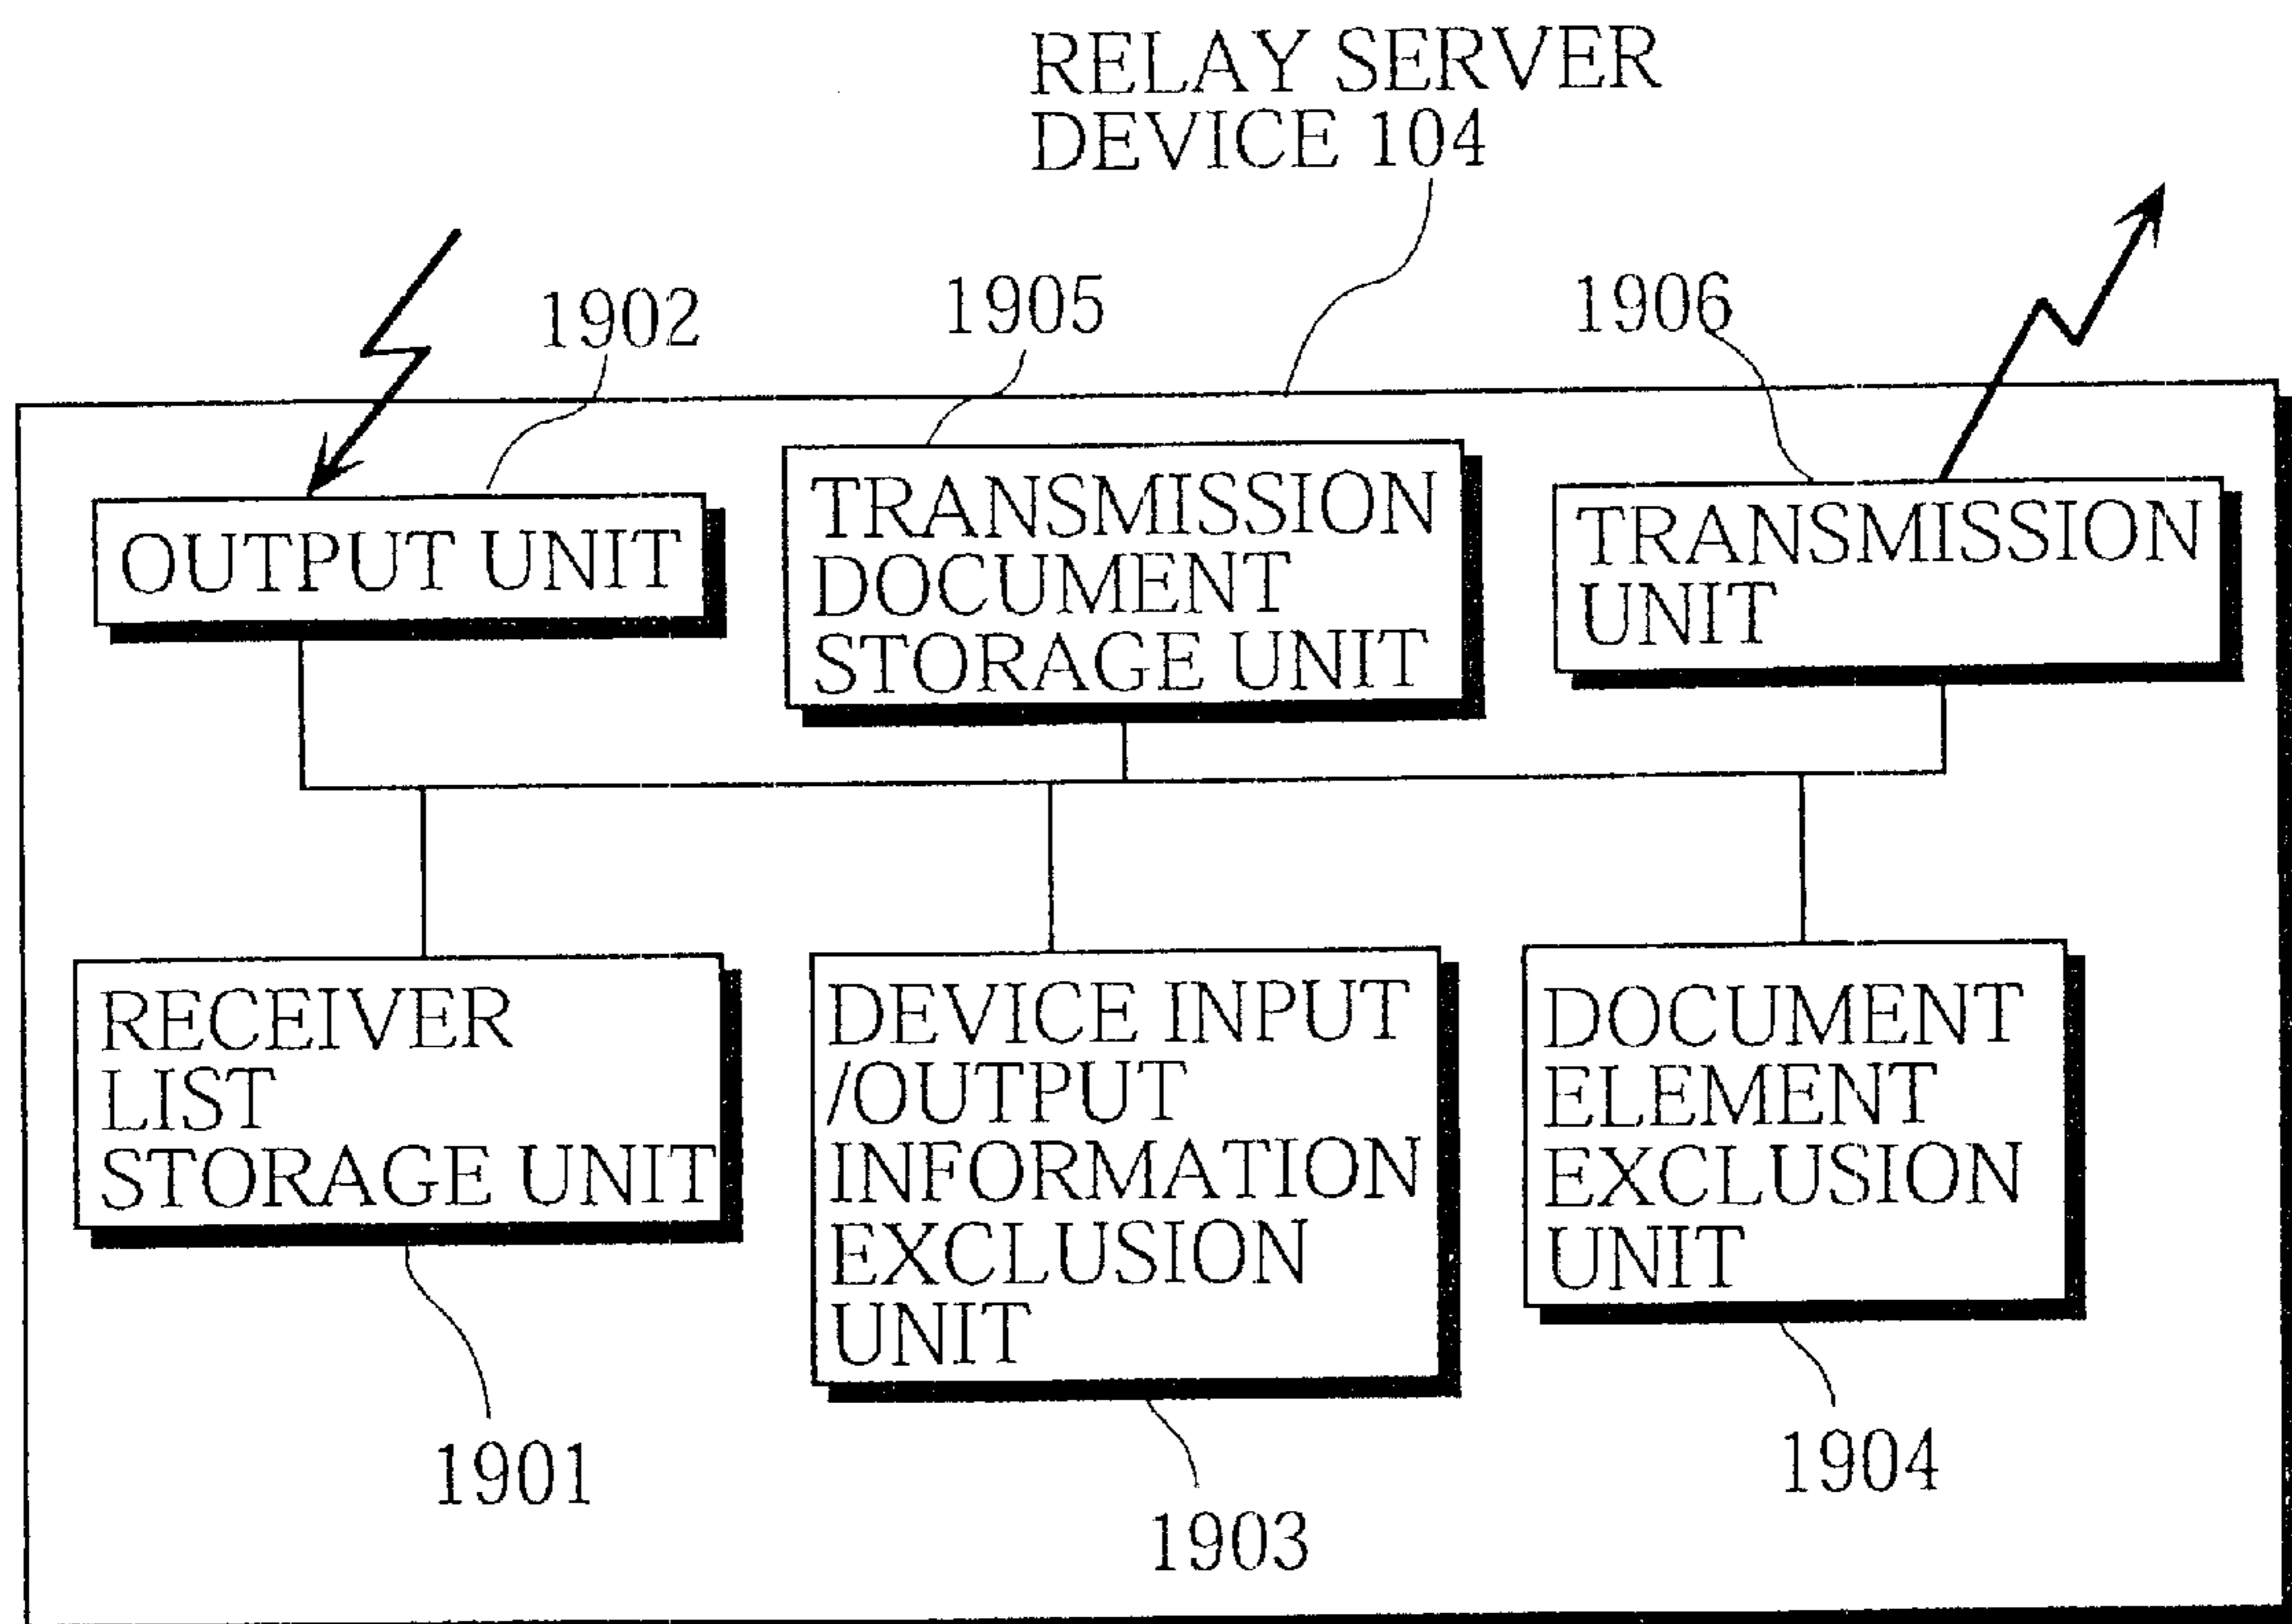 RELAY SERVER
DEVICE 104
1902
1905
1906
OUTPUT UNIT
TRANSMISSION
DOCUMENT
STORAGE UNIT
TRANSMISSION
UNIT
RECEIVER
LIST
STORAGE UNIT
DEVICE INPUT
/OUTPUT
INFORMATION
EXCLUSION
UNIT
DOCUMENT
ELEMENT
EXCLUSION
UNIT
1901
1903
1904